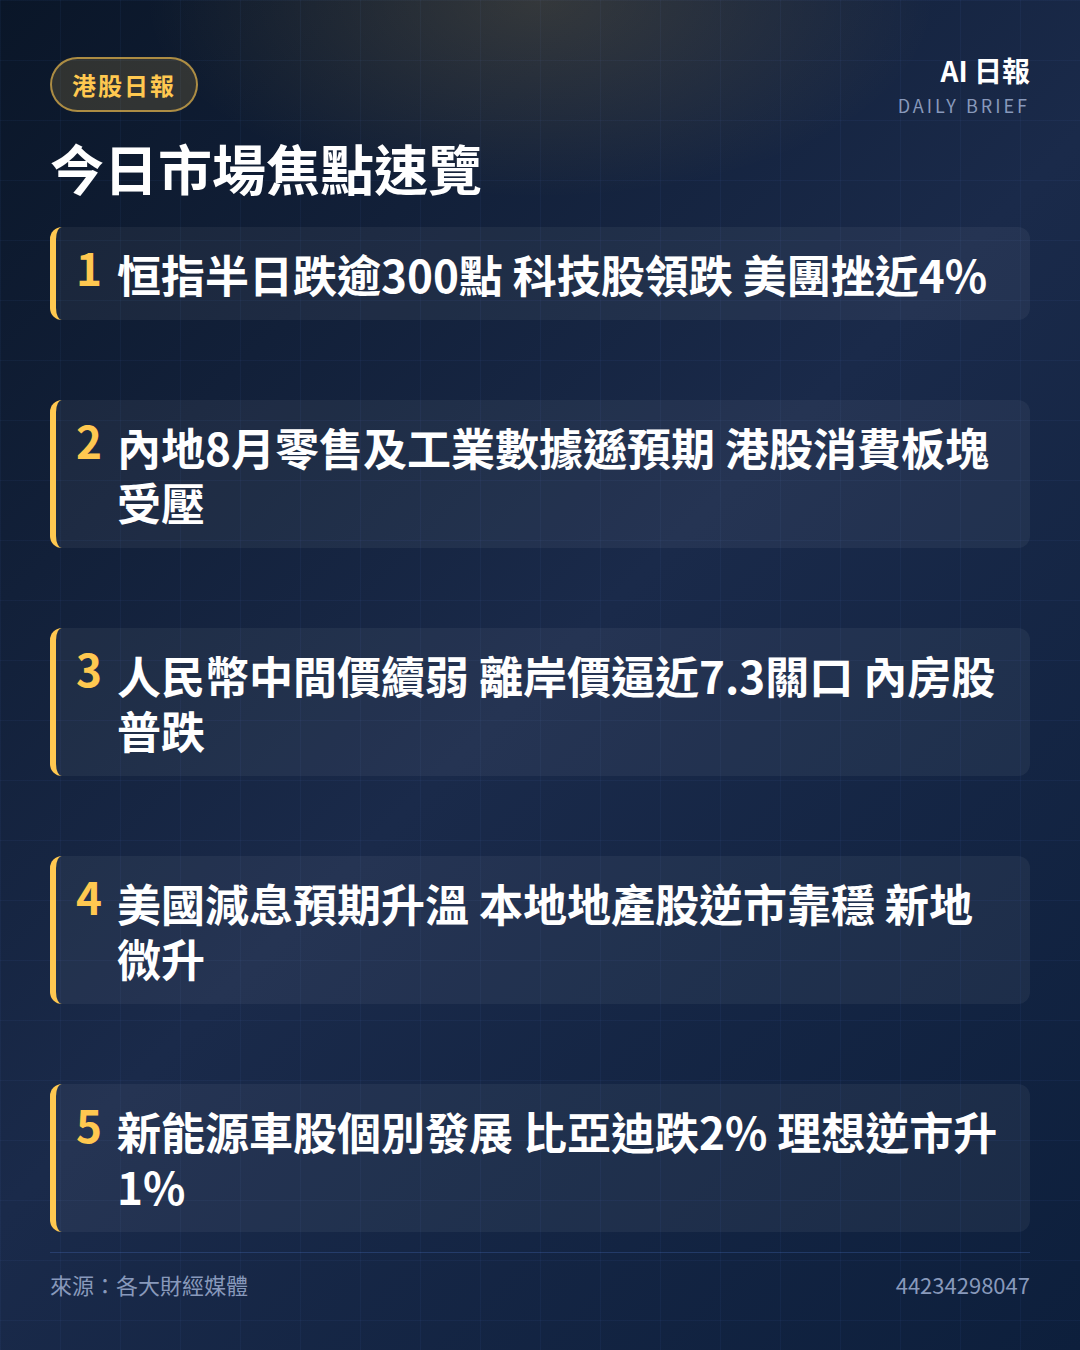 港股日報
AI 日報
DAILY BRIEF
今日市場焦點速覽
1 恒指半日跌逾300點 科技股領跌 美團挫近4%
2 內地8月零售及工業數據遜預期 港股消費板塊
受壓
3 人民幣中間價續弱 離岸價逼近7.3關口 內房股
普跌
4 美國減息預期升溫 本地地產股逆市靠穩 新地
微升
5 新能源車股個別發展 比亞迪跌2% 理想逆市升
1%
來源：各大財經媒體
44234298047